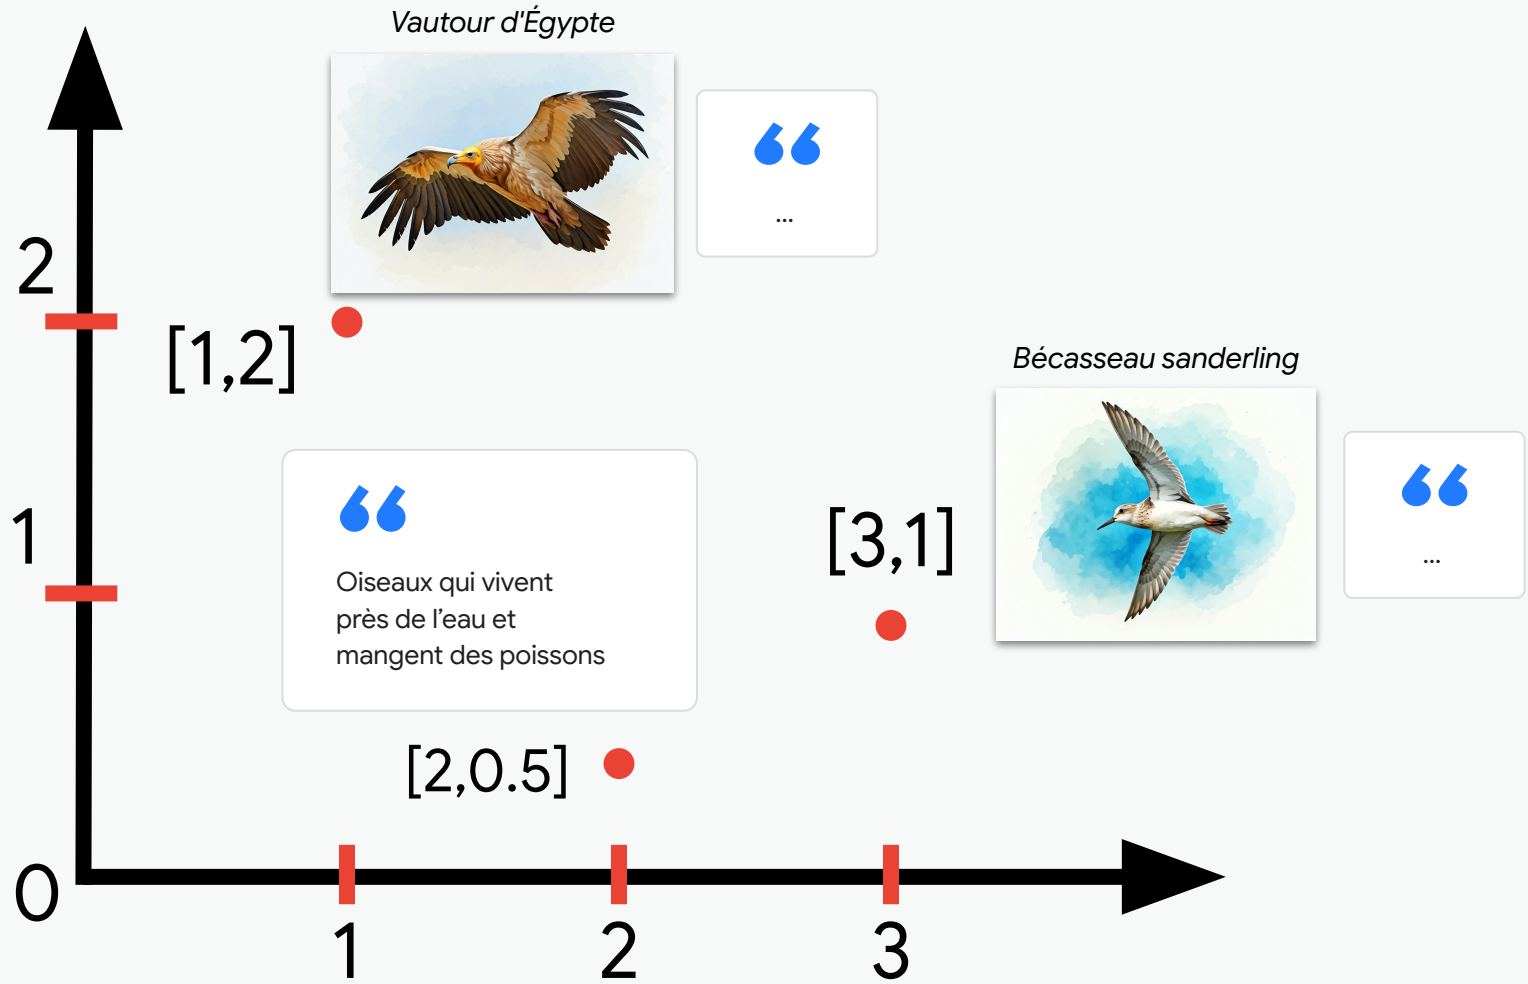 Vautour d'Égypte
“
...
2
[1,2]
Bécasseau sanderling
“
...
1
“
Oiseaux qui vivent
près de l’eau et
mangent des poissons
[3,1]
[2,0.5]
0
1
2
3